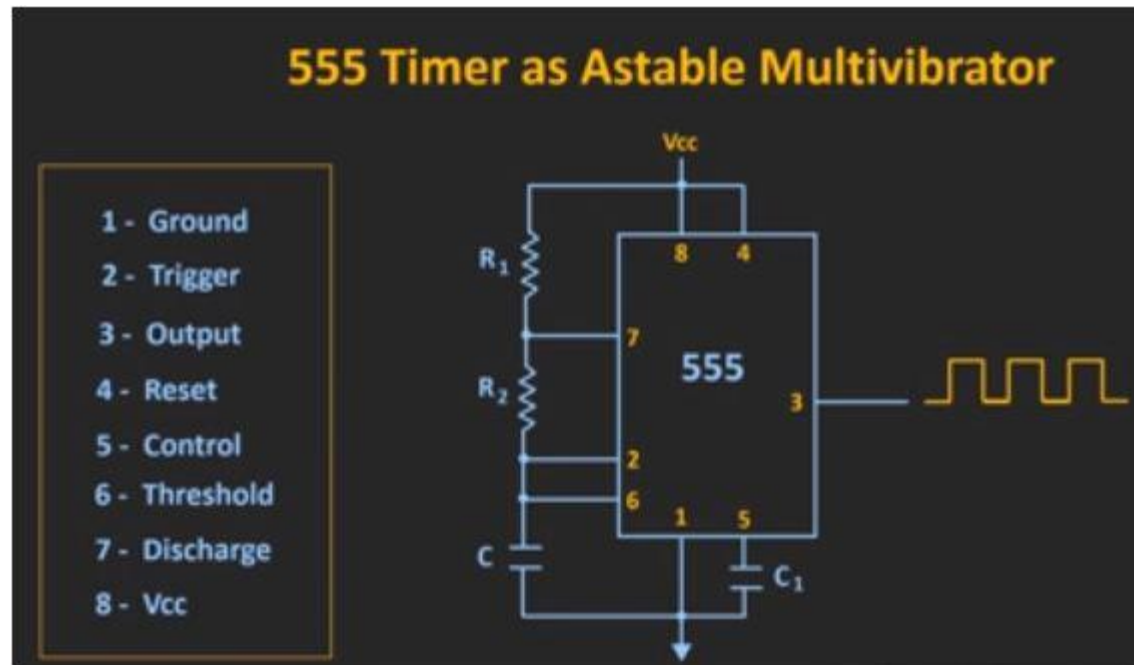 555 Timer as Astable Multivibrator
1 - Ground
2 - Trigger
3 - Output
4 - Reset
5 - Control
6 - Threshold
7 - Discharge
8 - Vcc
Vcc
R1
8 4
7
555
R2
3
2
6
1 5
C
C1